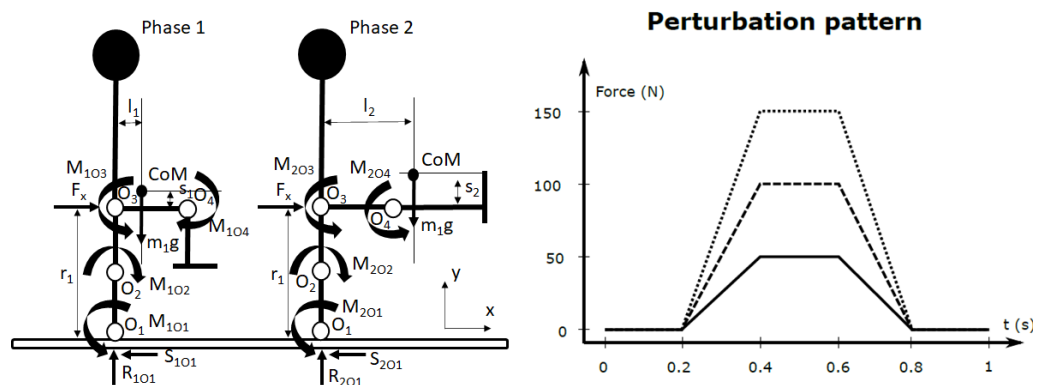 Phase 1
Phase 2
l1
l2
M1O3
CoM
M2O3
M2O4
CoM
Fx
O3
s1
O4
Fx
O3
O4
s2
M1O4
m1g
m1g
r1
r1
O2
M1O2
O2
M2O2
y
x
O1
M1O1
M2O1
O1
S1O1
S2O1
R1O1
R2O1
Perturbation pattern
Force (N)
150
100
50
0
t (s)
0
0.2
0.4
0.6
0.8
1